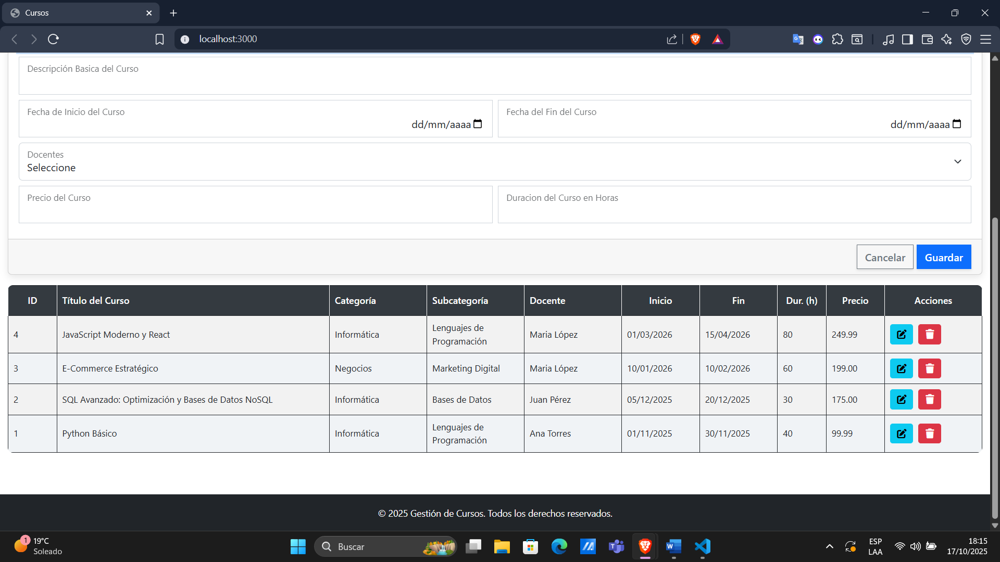 Cursos
localhost:3000
Descripción Basica del Curso
Fecha de Inicio del Curso
dd/mm/aaaa
Fecha del Fin del Curso
dd/mm/aaaa
Docentes
Seleccione
Precio del Curso
Duracion del Curso en Horas
Cancelar
Guardar
ID Título del Curso Categoría Subcategoría Docente Inicio Fin Dur. (h) Precio Acciones
4 JavaScript Moderno y React Informática Lenguajes de Programación Maria López 01/03/2026 15/04/2026 80 249.99
3 E-Commerce Estratégico Negocios Marketing Digital Maria López 10/01/2026 10/02/2026 60 199.00
2 SQL Avanzado: Optimización y Bases de Datos NoSQL Informática Bases de Datos Juan Pérez 05/12/2025 20/12/2025 30 175.00
1 Python Básico Informática Lenguajes de Programación Ana Torres 01/11/2025 30/11/2025 40 99.99
© 2025 Gestión de Cursos. Todos los derechos reservados.
1
19°C
Soleado
Buscar
ESP
LAA
18:15
17/10/2025